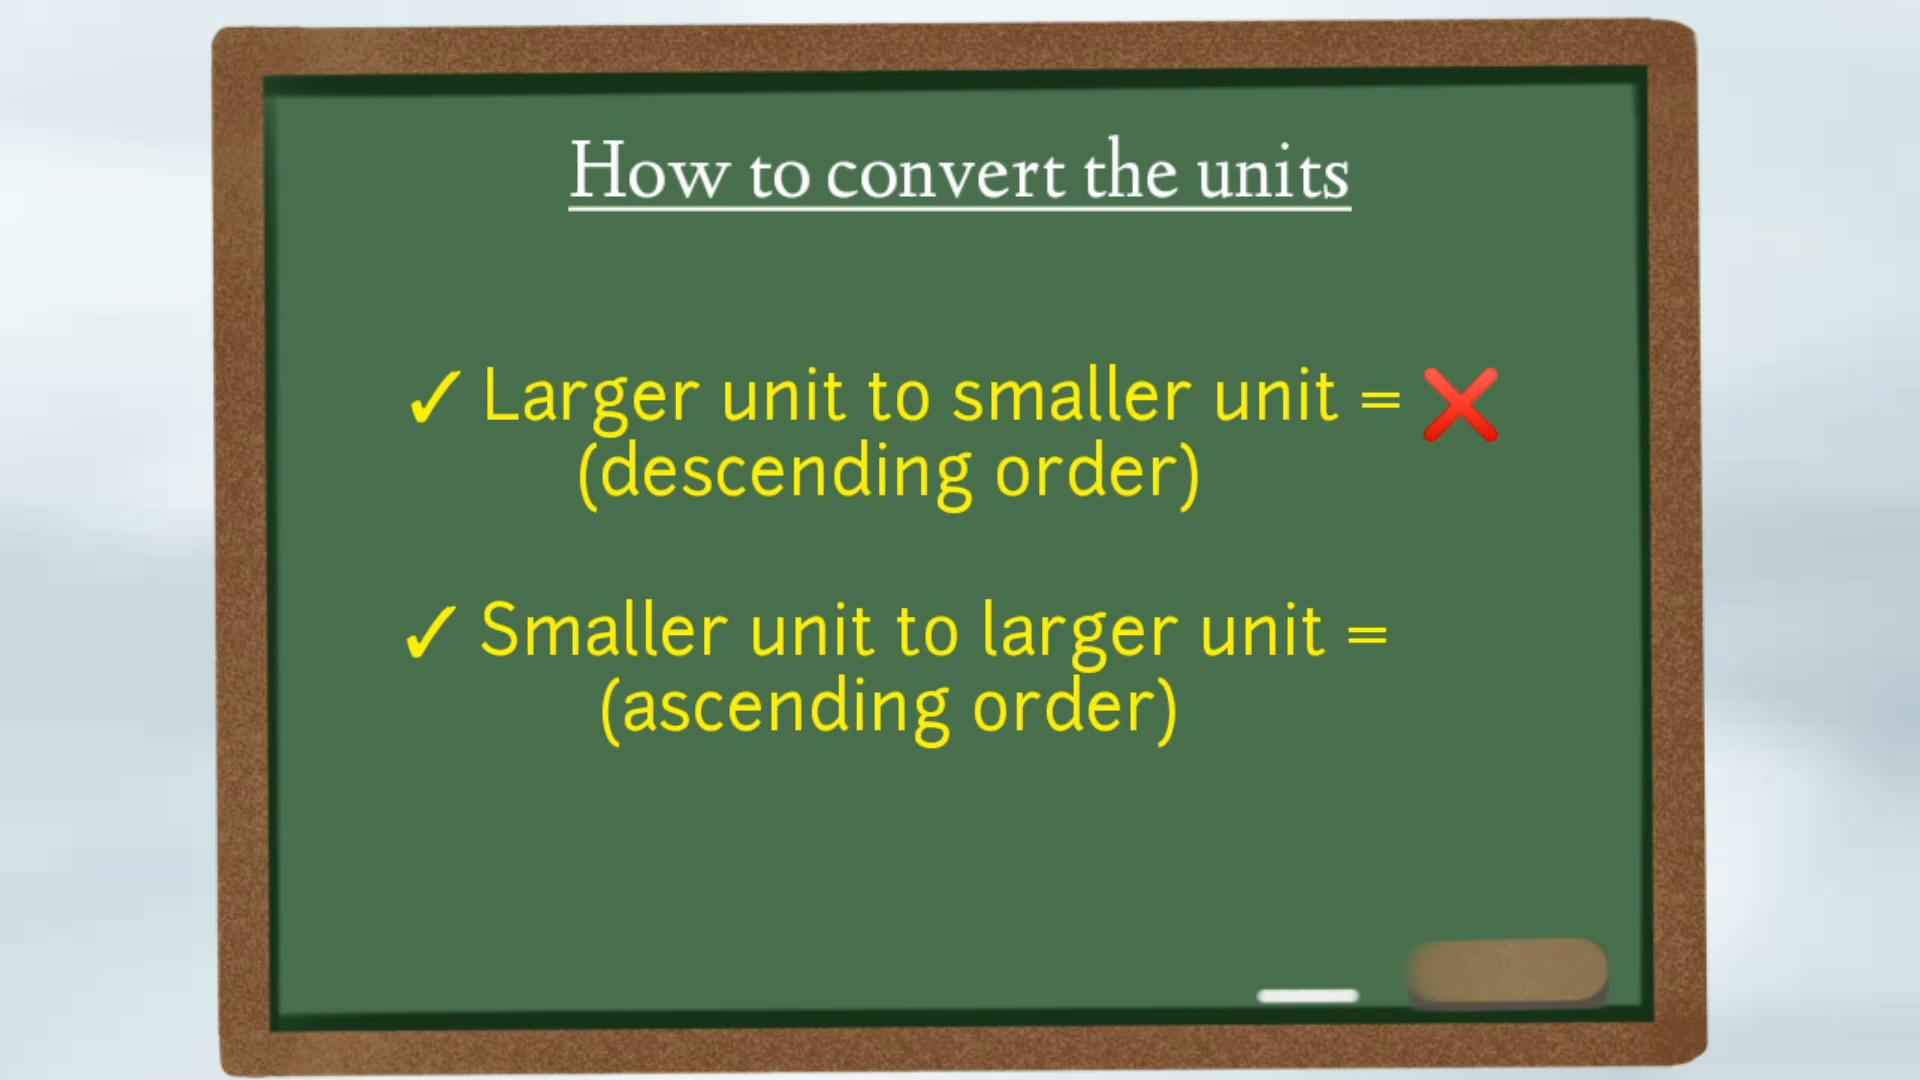 How to convert the units
✓ Larger unit to smaller unit = ❌
(descending order)
✓ Smaller unit to larger unit =
(ascending order)